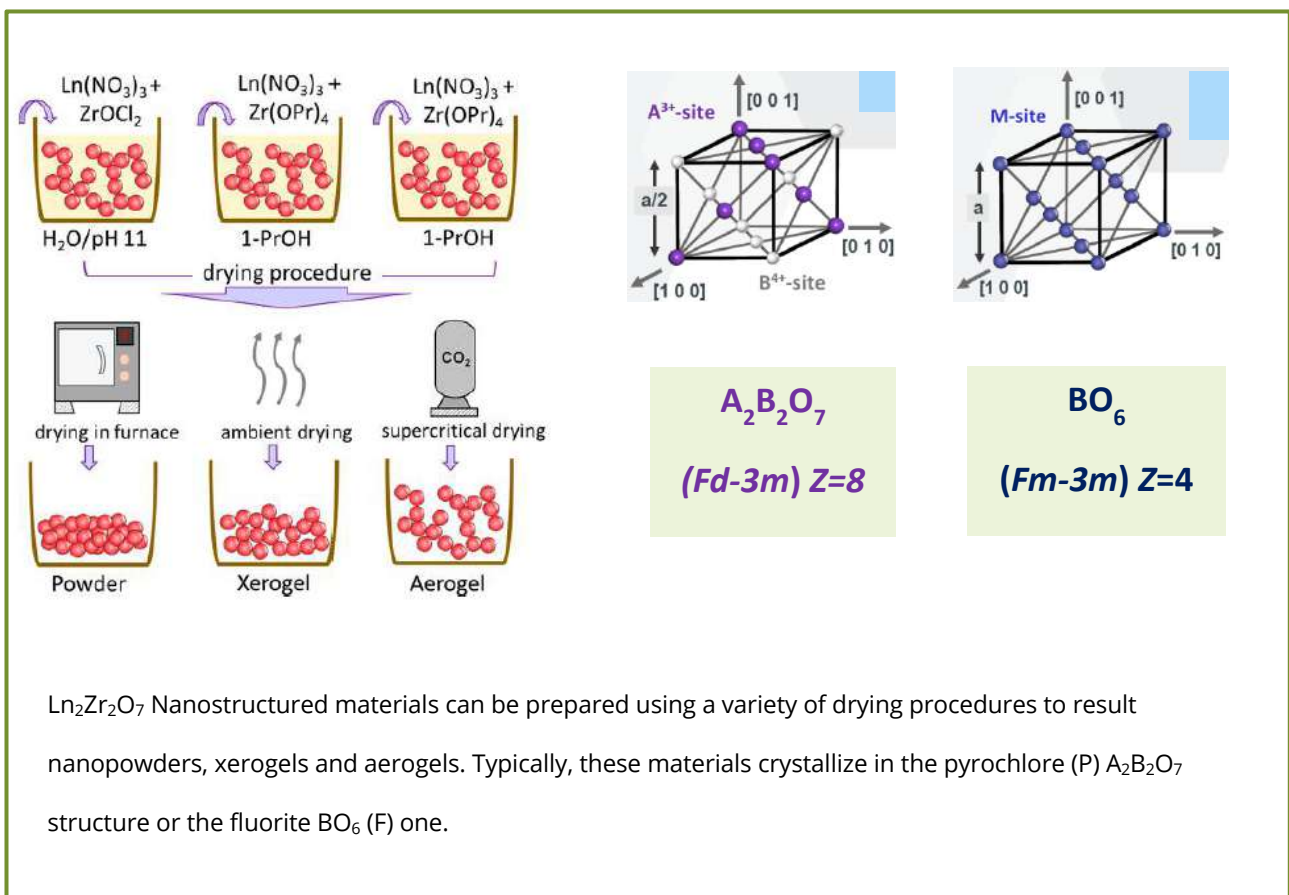 Ln(NO₃)₃ +
ZrOCl₂
Ln(NO₃)₃ +
Zr(OPr)₄
Ln(NO₃)₃ +
Zr(OPr)₄
H₂O/pH 11
1-PrOH
1-PrOH
drying procedure
CO₂
drying in furnace
ambient drying
supercritical drying
Powder
Xerogel
Aerogel
[0 0 1]
A³⁺-site
a/2
[0 1 0]
[1 0 0]
B⁴⁺-site
[0 0 1]
M-site
a
[0 1 0]
[1 0 0]
A₂B₂O₇
(Fd-3m) Z=8
BO₆
(Fm-3m) Z=4
Ln₂Zr₂O₇ Nanostructured materials can be prepared using a variety of drying procedures to result
nanopowders, xerogels and aerogels. Typically, these materials crystallize in the pyrochlore (P) A₂B₂O₇
structure or the fluorite BO₆ (F) one.